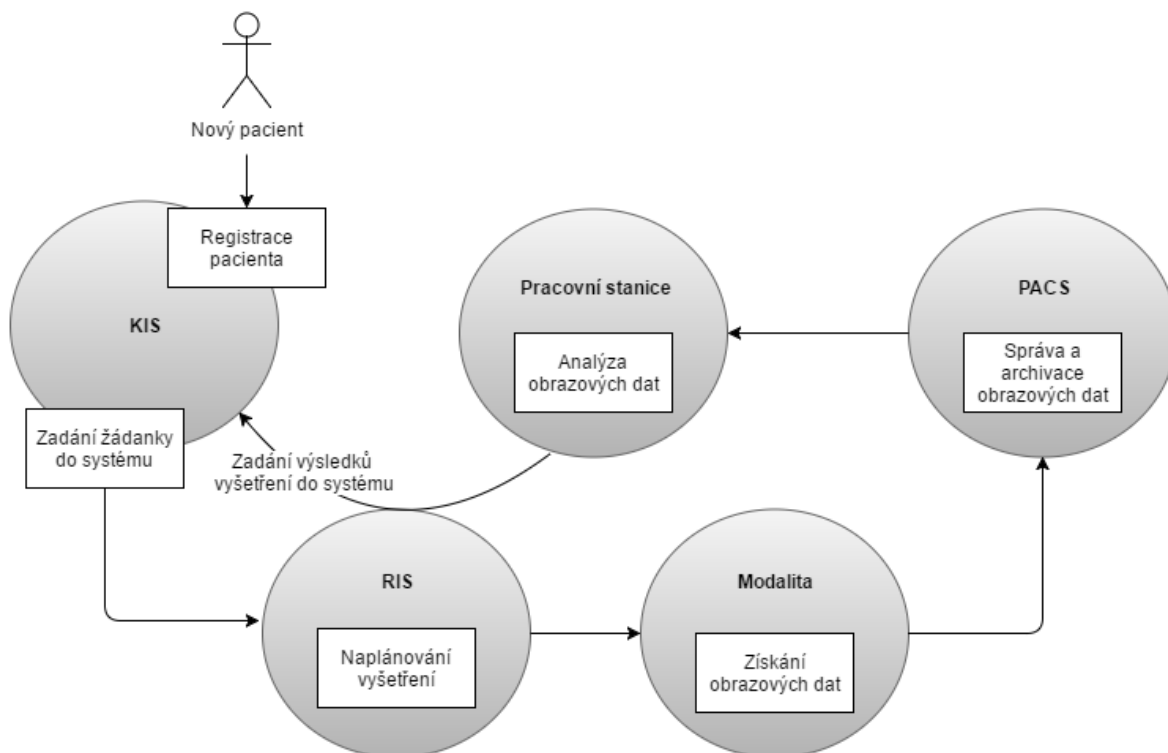 Nový pacient
Registrace
pacienta
KIS
Zadání žádanky
do systému
Zadání výsledků
vyšetření do systému
Pracovní stanice
Analýza
obrazových dat
PACS
Správa a
archivace
obrazových dat
RIS
Naplánování
vyšetření
Modalita
Získání
obrazových dat